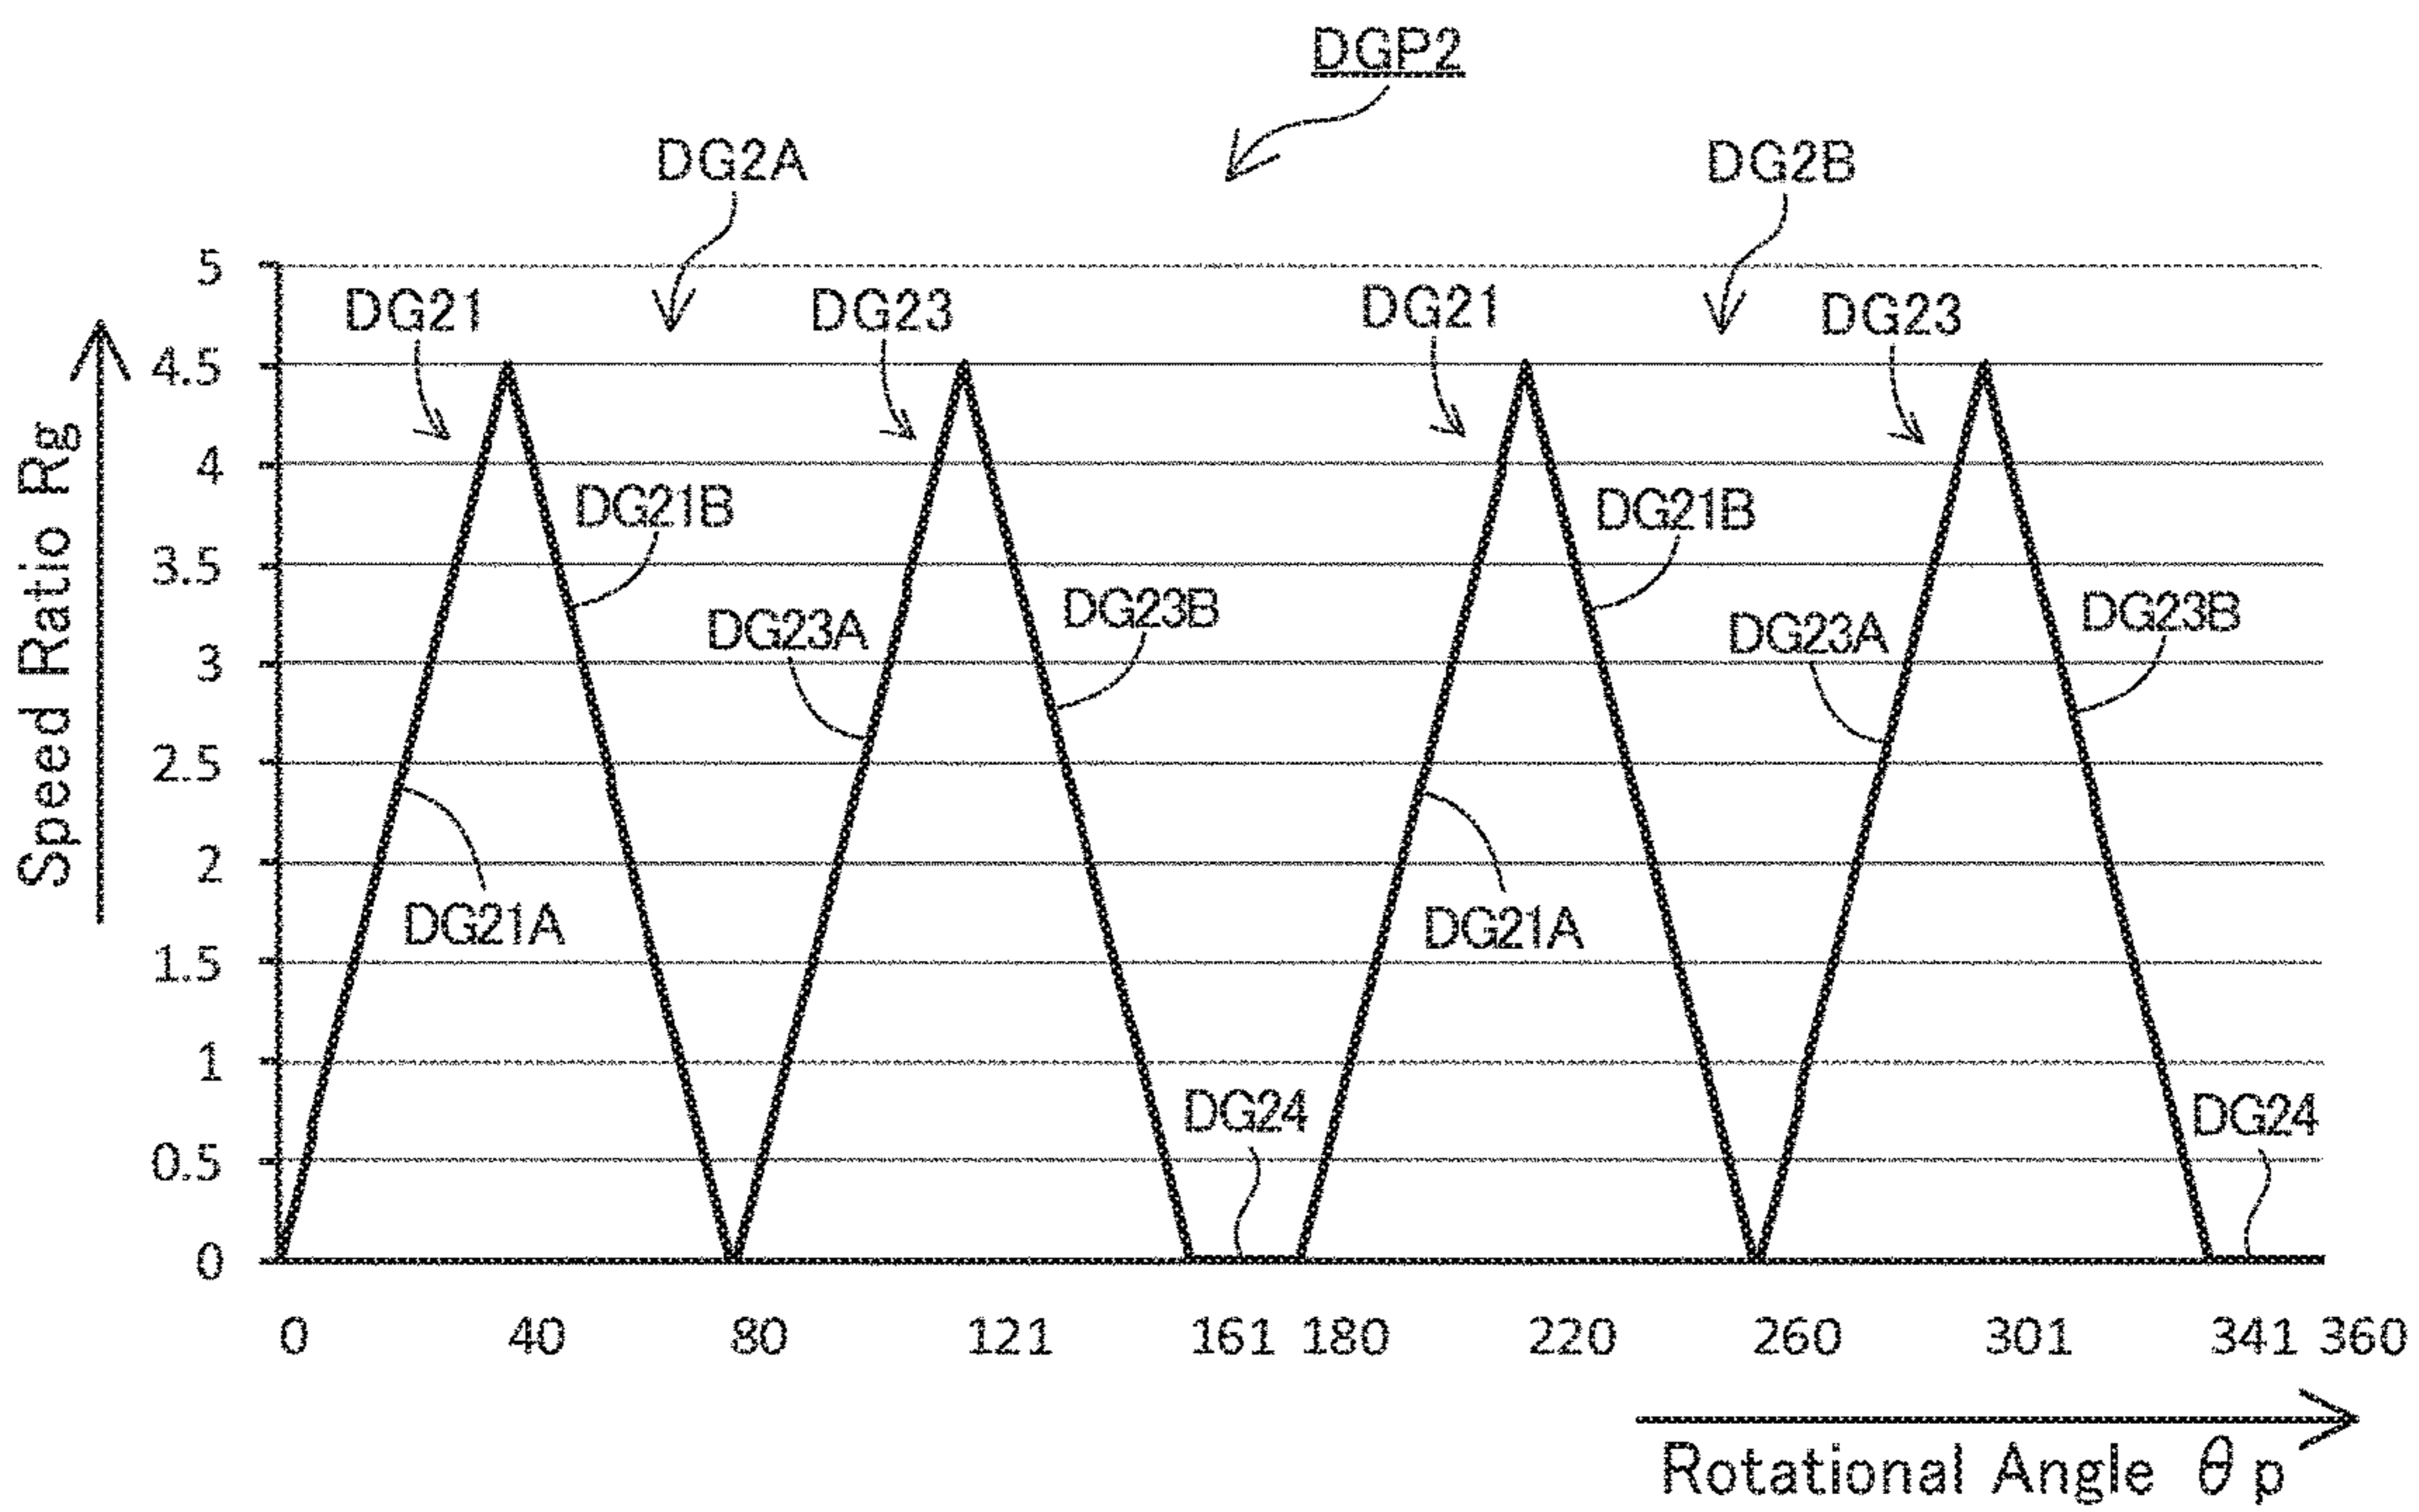 DGP2
DG2A
DG2B
5
DG21
DG23
DG21
DG23
4.5
4
DG21B
DG21B
3.5
DG23A
DG23B
DG23A
DG23B
3
2.5
2
DG21A
DG21A
1.5
1
DG24
DG24
0.5
0
Speed Ratio Rg
0 40 80 121 161 180 220 260 301 341 360
Rotational Angle θp